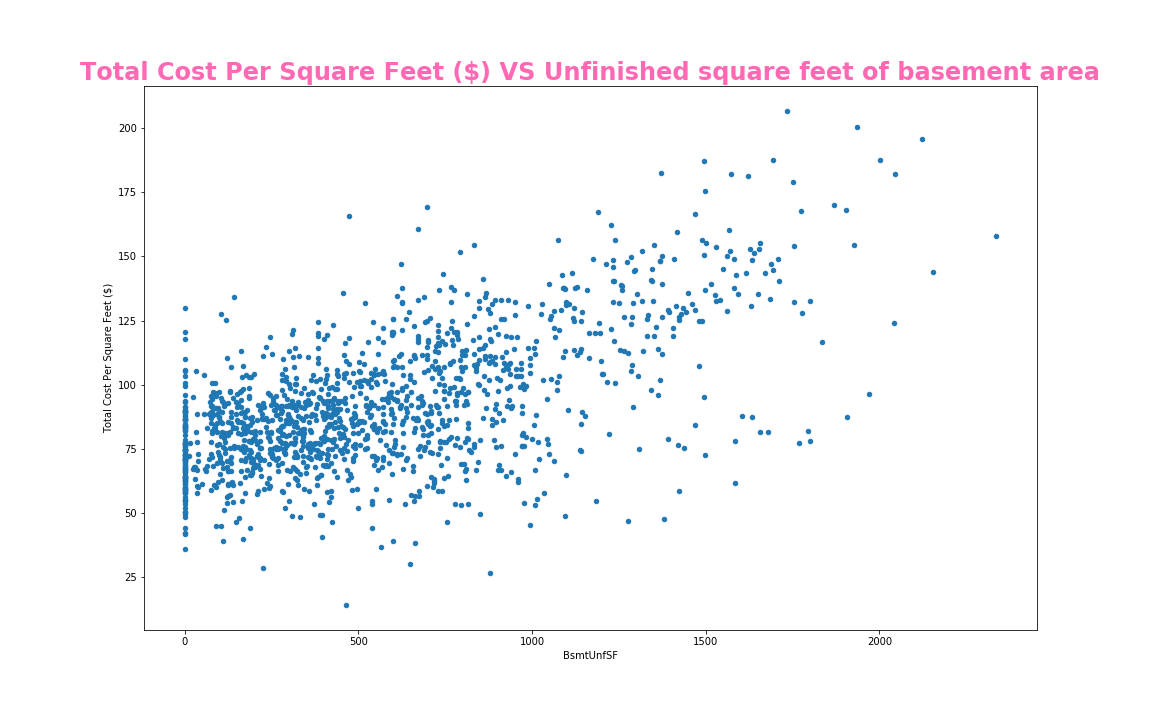 Total Cost Per Square Feet ($) VS Unfinished square feet of basement area
200
175
150
125
100
75
50
25
Total Cost Per Square Feet ($)
0 500 1000 1500 2000
BsmtUnfSF